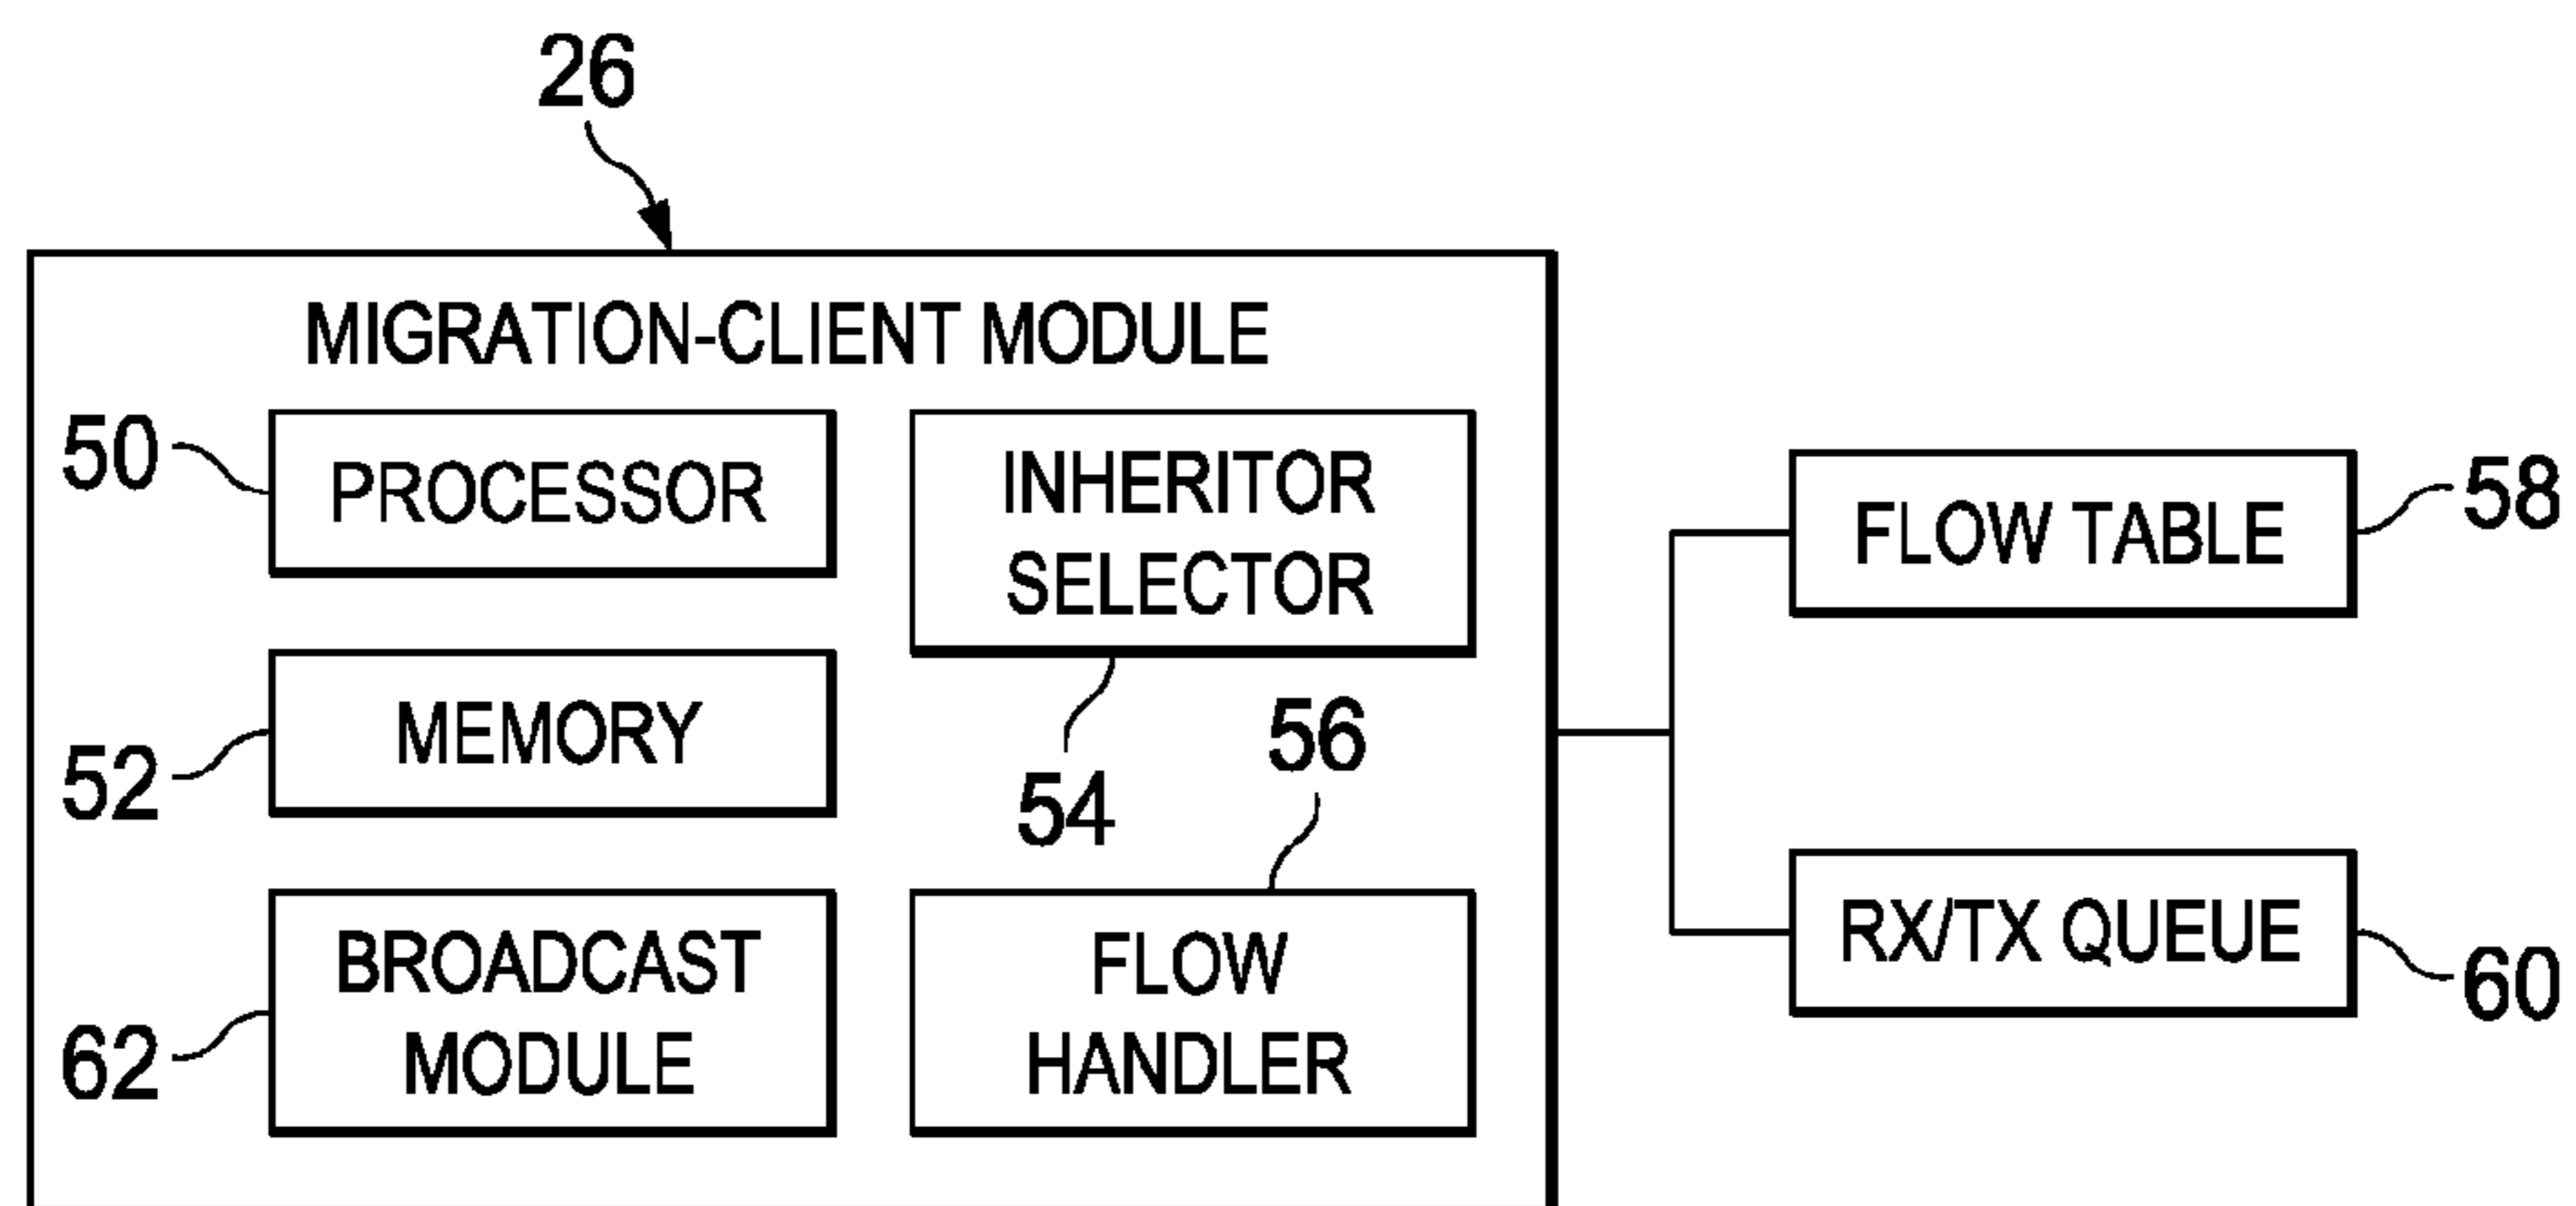 26
MIGRATION-CLIENT MODULE
50
PROCESSOR
INHERITOR
SELECTOR
54
52
MEMORY
56
62
BROADCAST
MODULE
FLOW
HANDLER
FLOW TABLE
58
RX/TX QUEUE
60